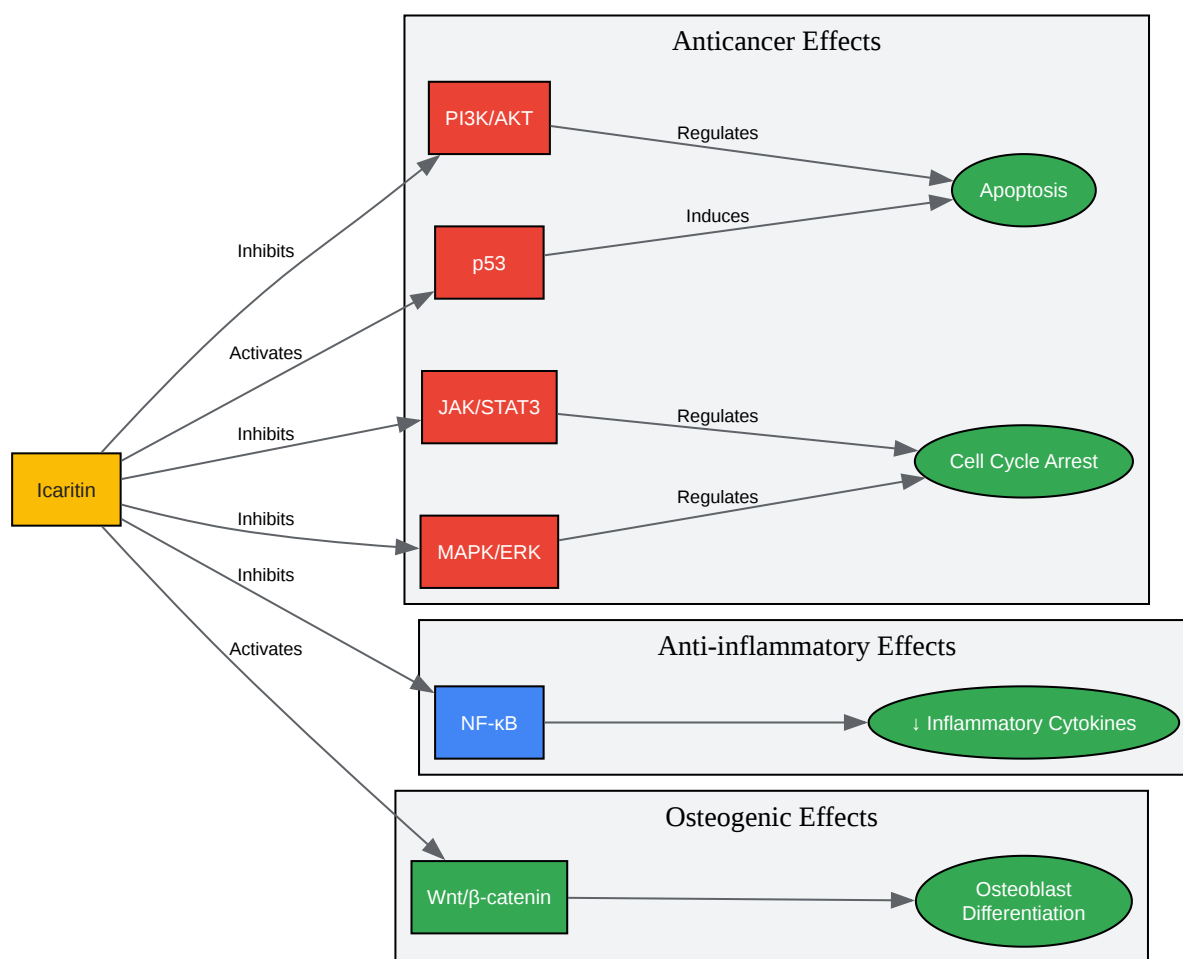 Anticancer Effects
PI3K/AKT
Regulates
Apoptosis
Induces
Inhibits
p53
Activates
JAK/STAT3
Regulates
Inhibits
Cell Cycle Arrest
Icaritin
Regulates
Inhibits
MAPK/ERK
Inhibits
Activates
Anti-inflammatory Effects
NF-κB
↓ Inflammatory Cytokines
Osteogenic Effects
Wnt/β-catenin
Osteoblast
Differentiation